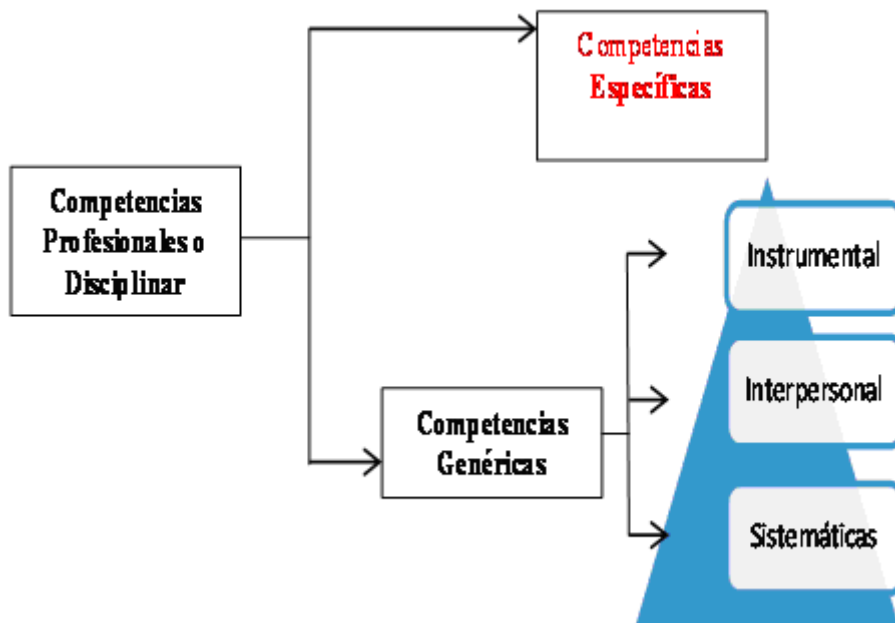 Competencias
Específicas
Competencias
Profesionales o
Disciplinar
Instrumental
Interpersonal
Competencias
Genéricas
Sistemáticas